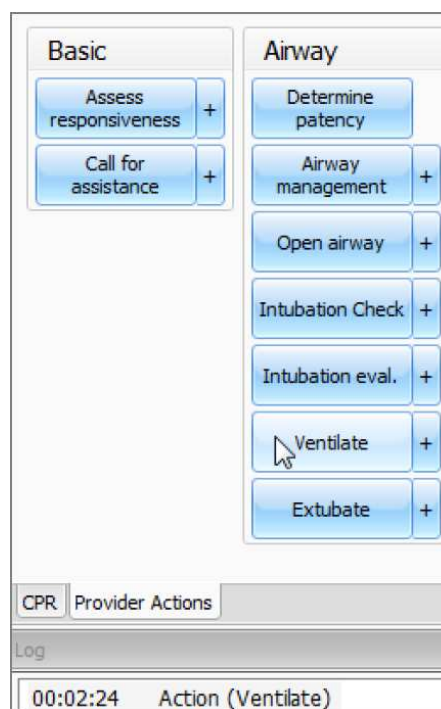 Basic
Assess
responsiveness +
Call for
assistance +
Airway
Determine
patency
Airway
management +
Open airway +
Intubation Check +
Intubation eval. +
Ventilate +
Extubate +
CPR Provider Actions
Log
00:02:24 Action (Ventilate)